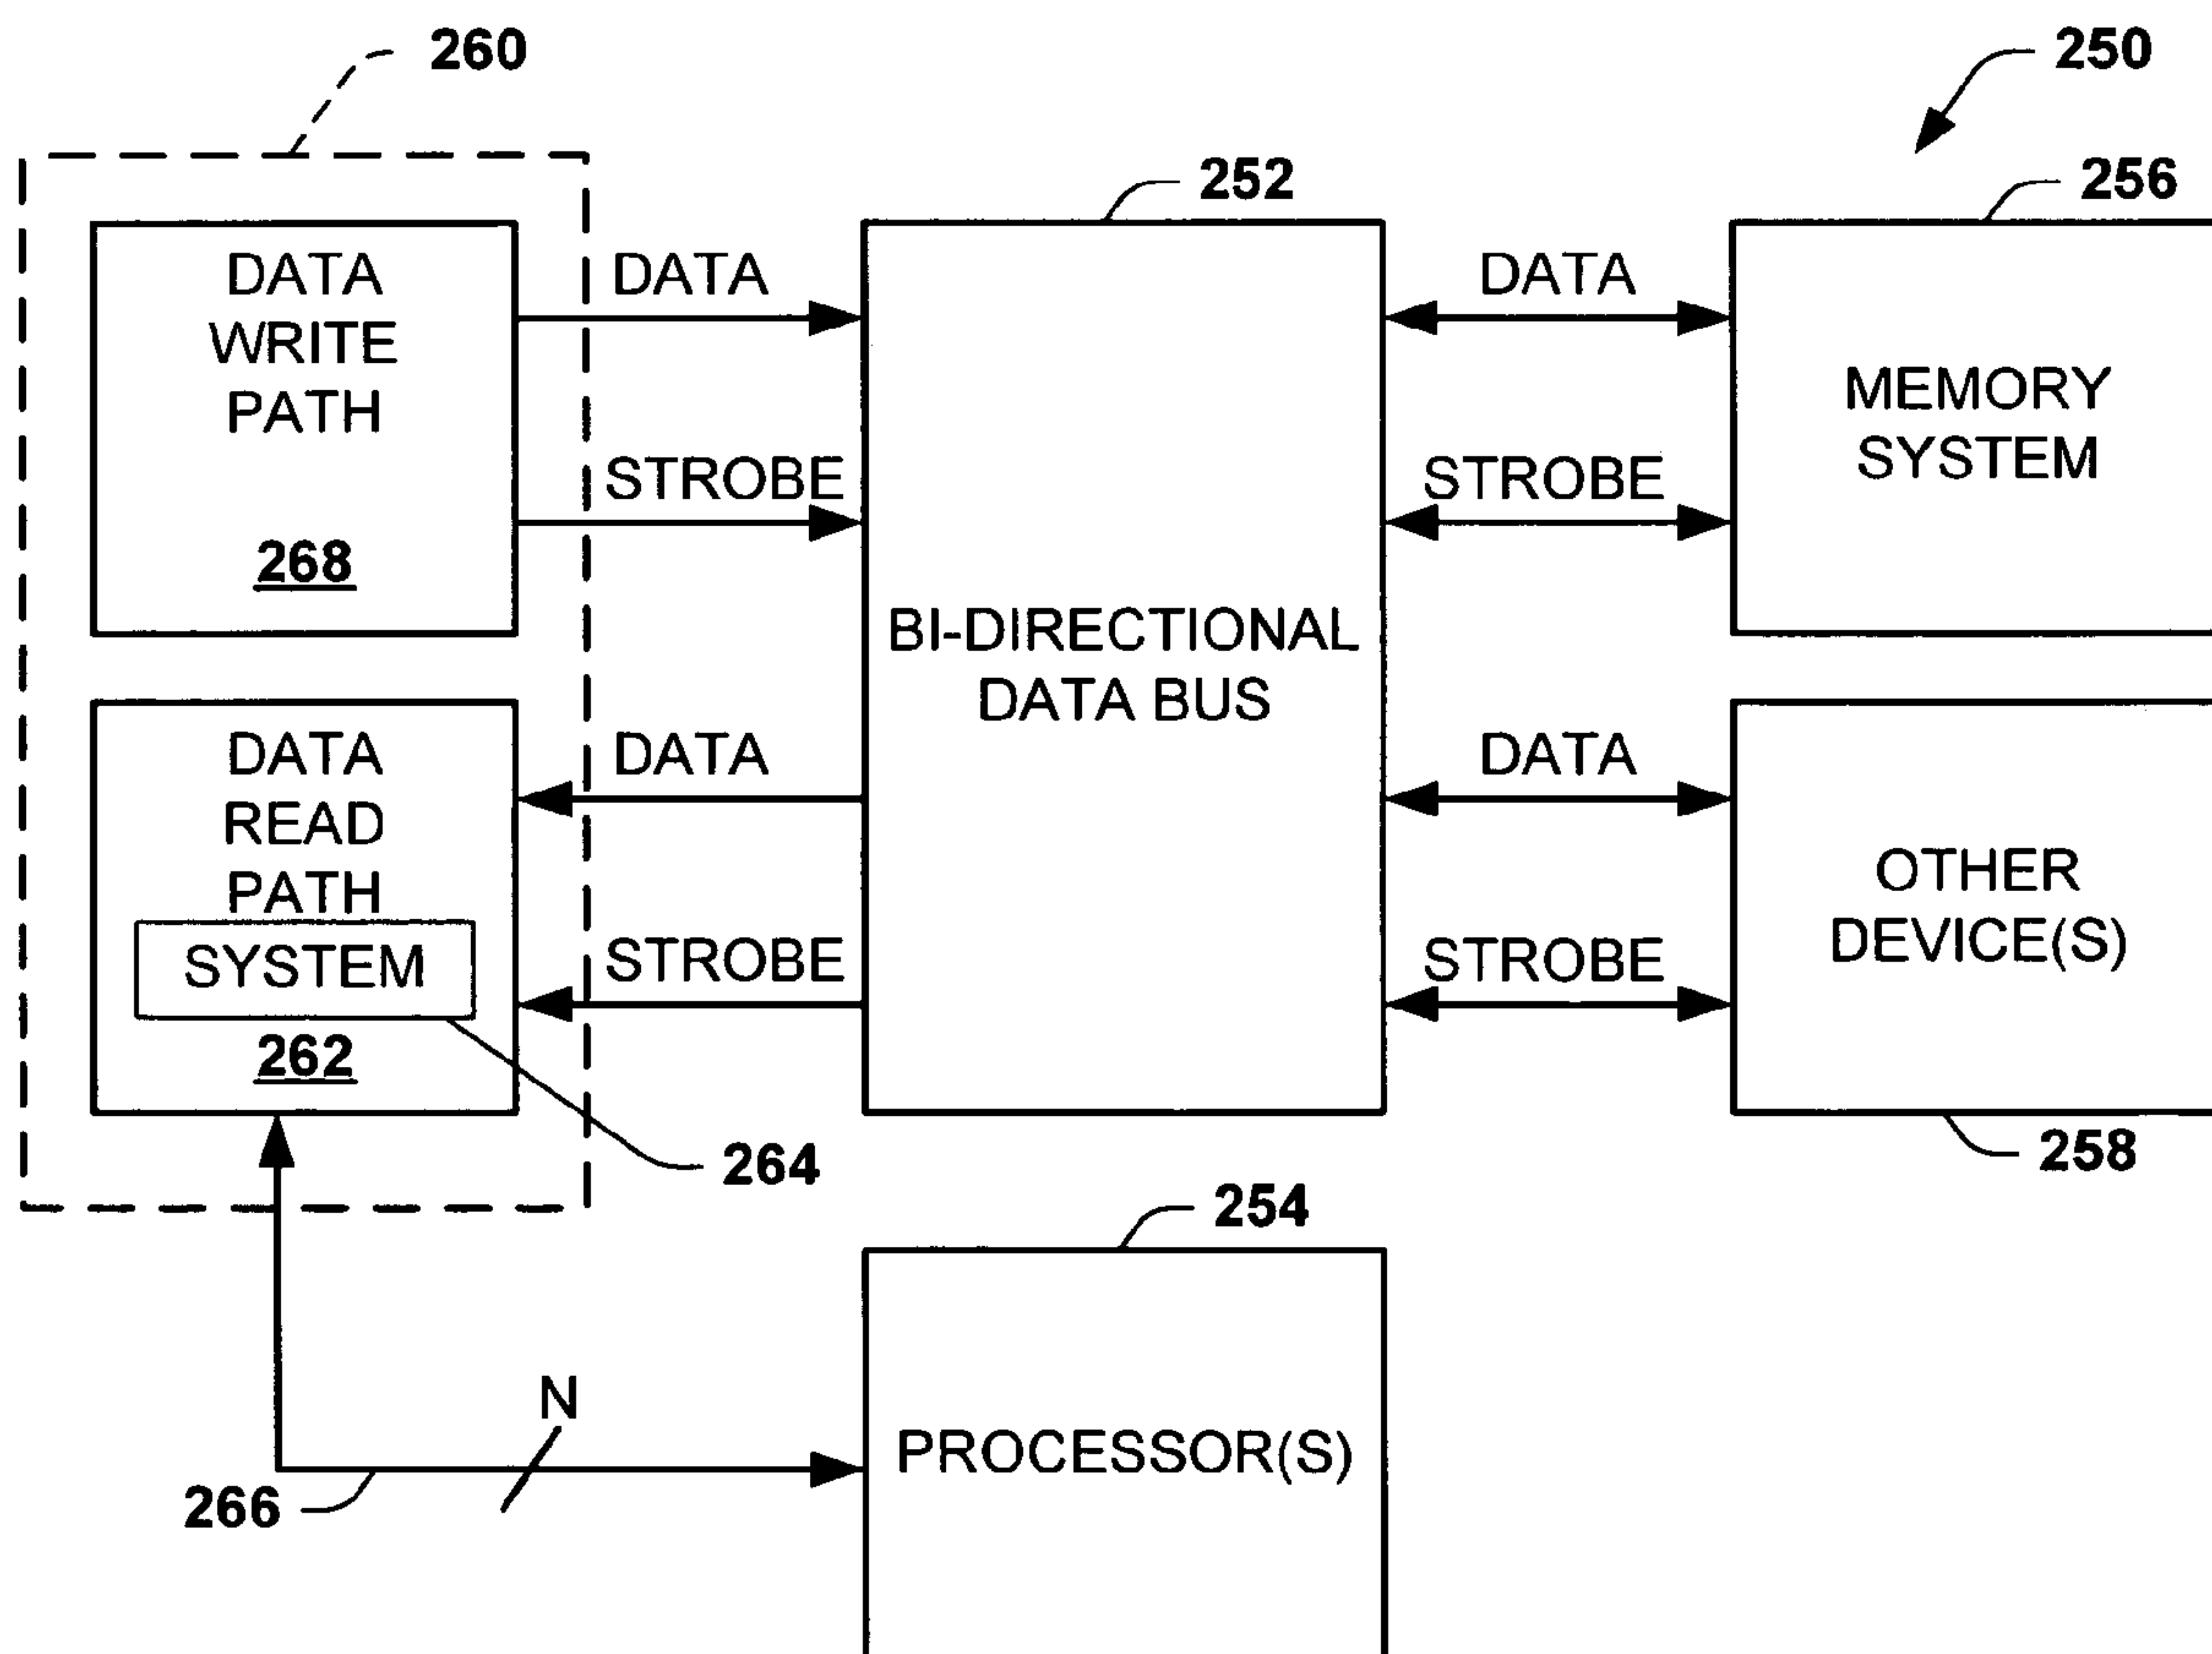 260
250
252
256
DATA
WRITE
PATH
268
DATA
STROBE
DATA
STROBE
MEMORY
SYSTEM
BI-DIRECTIONAL
DATA BUS
DATA
READ
PATH
SYSTEM
262
DATA
STROBE
DATA
STROBE
OTHER
DEVICE(S)
264
258
254
N
266
PROCESSOR(S)